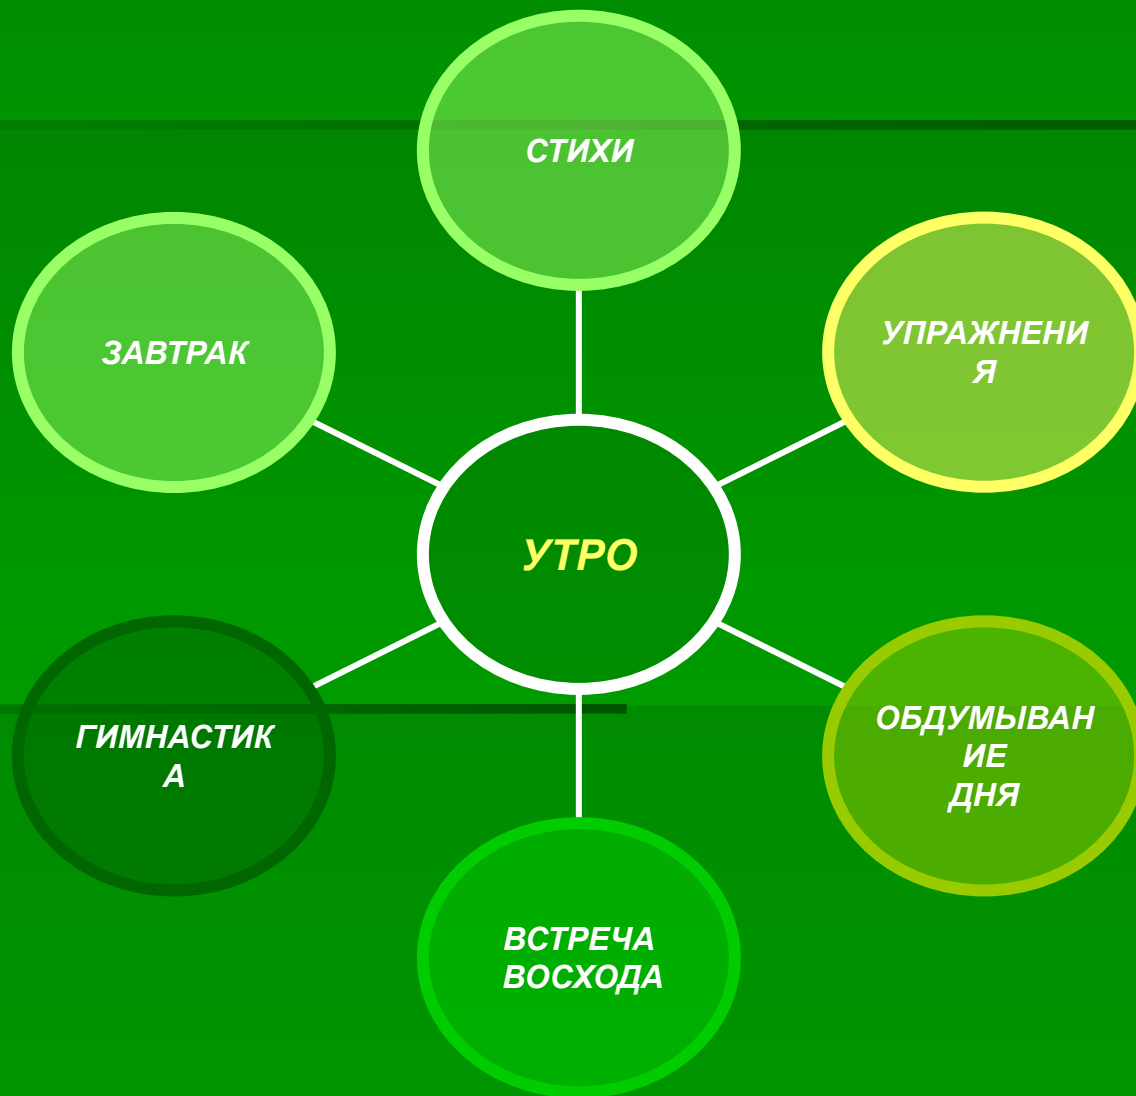 СТИХИ
ЗАВТРАК
УПРАЖНЕНИ
Я
УТРО
ГИМНАСТИК
А
ОБДУМЫВАН
ИЕ
ДНЯ
ВСТРЕЧА
ВОСХОДА